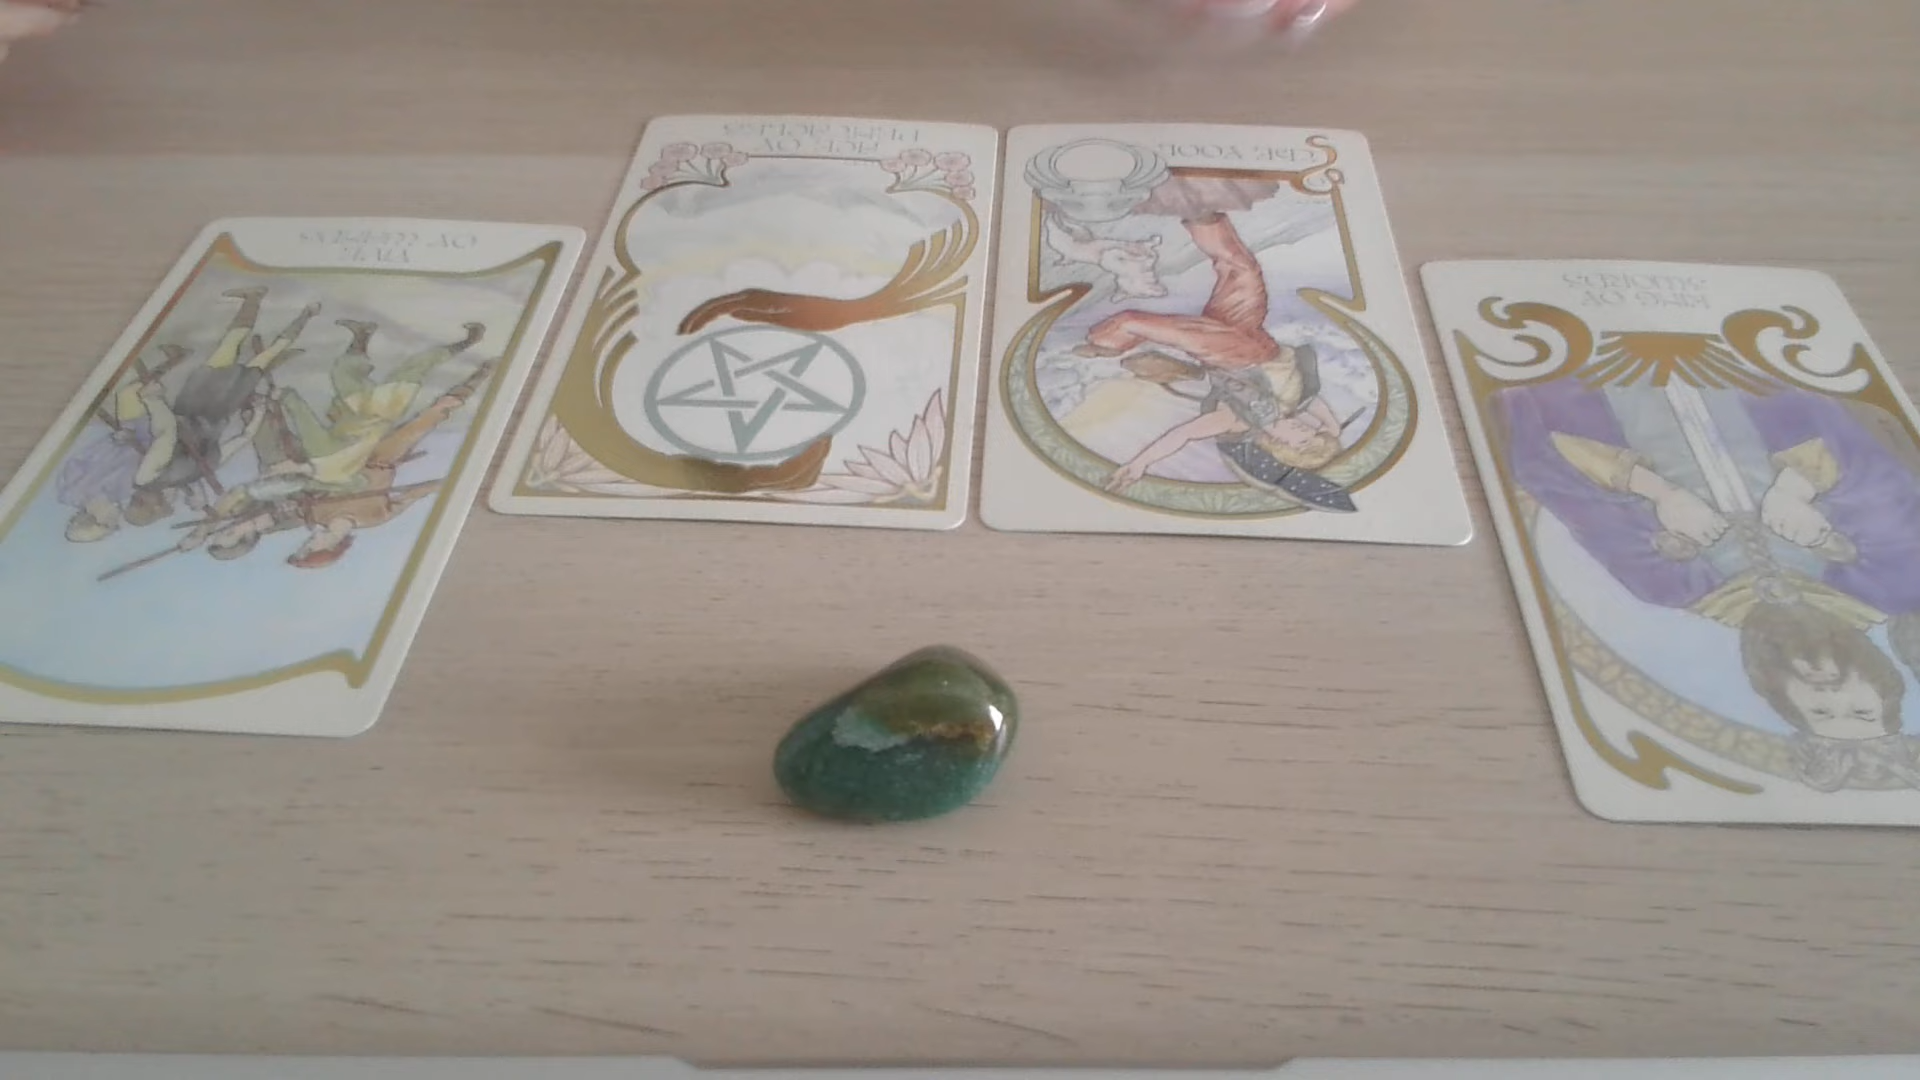 FIVE
OF WANDS
ACE OF
PENTACLES
THE FOOL
KING OF
SWORDS